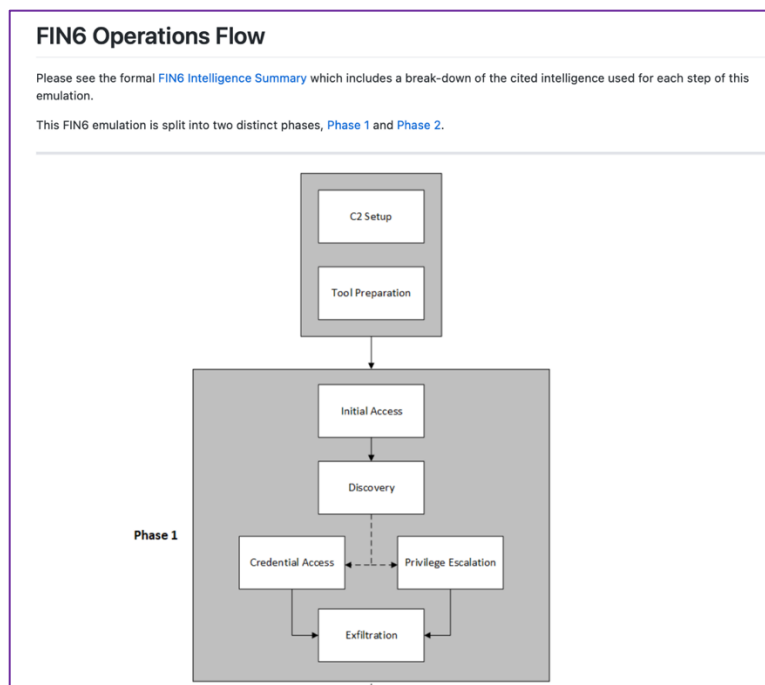 FIN6 Operations Flow
Please see the formal FIN6 Intelligence Summary which includes a break-down of the cited intelligence used for each step of this
emulation.
This FIN6 emulation is split into two distinct phases, Phase 1 and Phase 2.
C2 Setup
Tool Preparation
Initial Access
Discovery
Phase 1
Credential Access
Privilege Escalation
Exfiltration